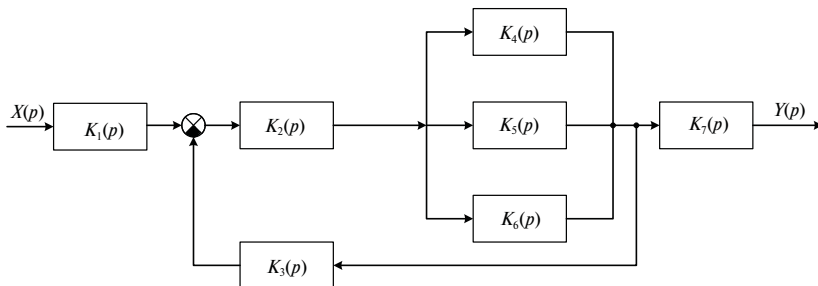 K₄(p)
X(p)
K₁(p)
K₂(p)
K₅(p)
K₇(p)
Y(p)
K₆(p)
K₃(p)